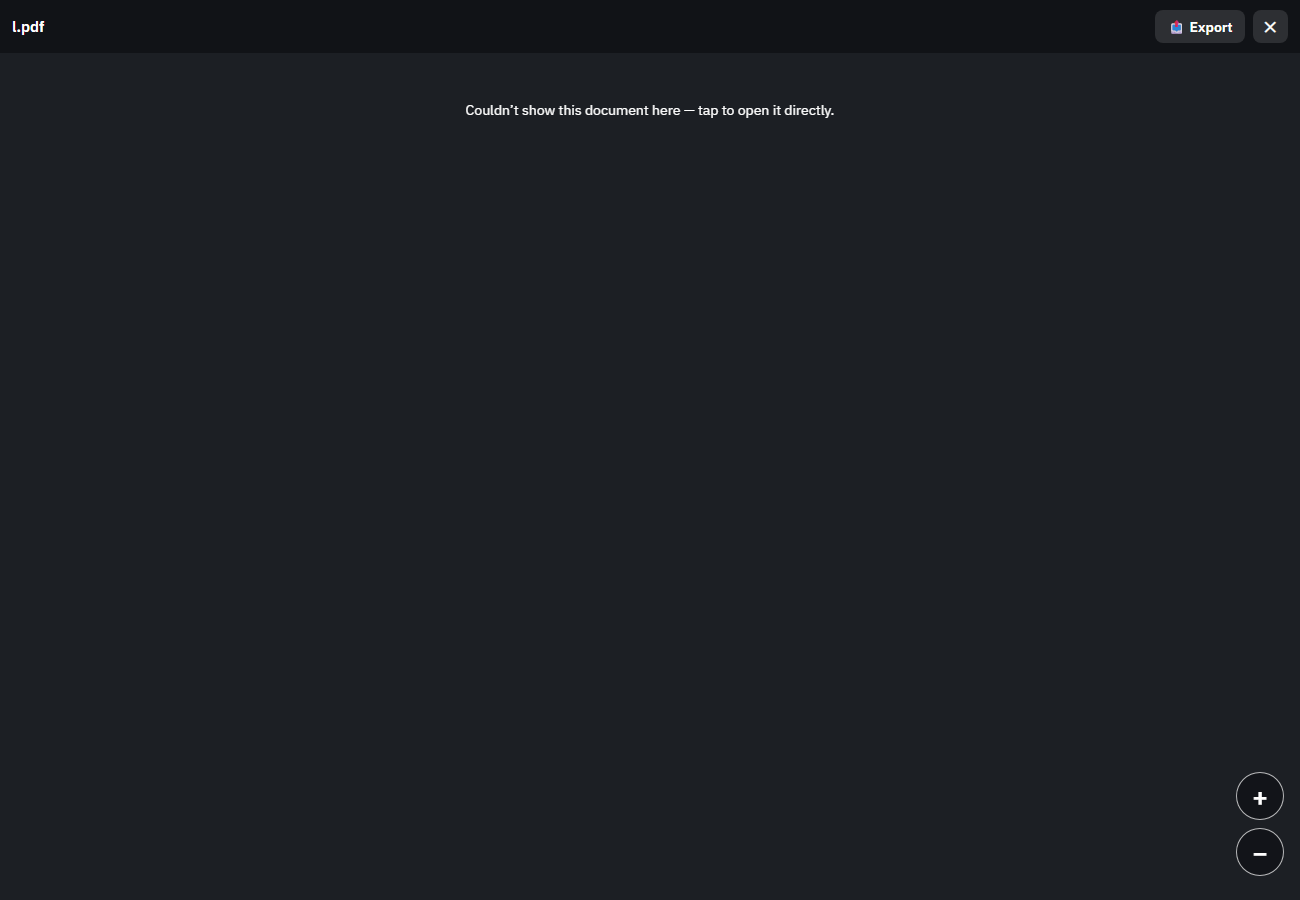 l.pdf
Export
Couldn't show this document here — tap to open it directly.